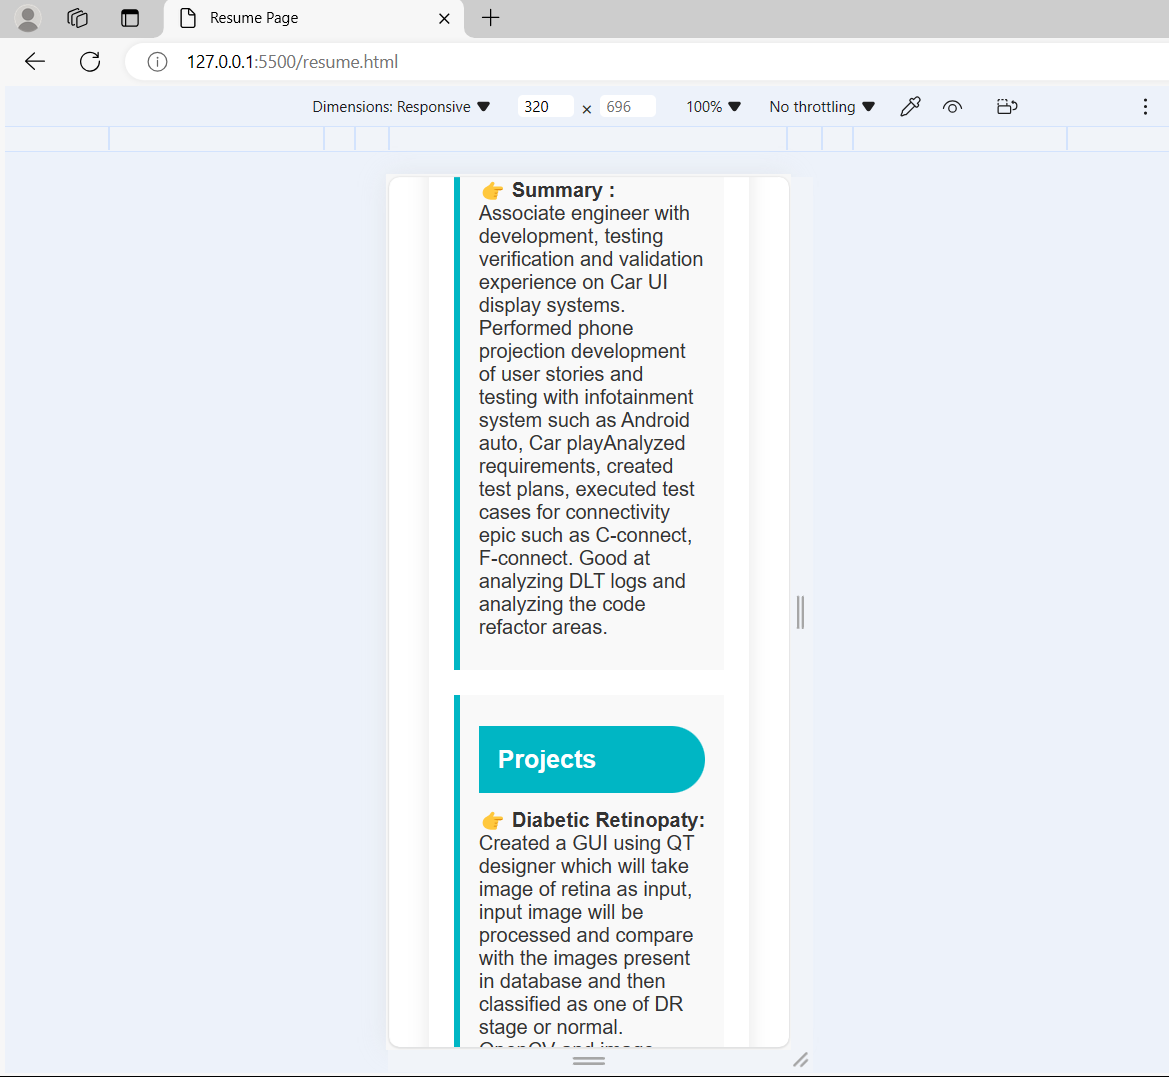 Resume Page
127.0.0.1:5500/resume.html
Dimensions: Responsive 320 × 696 100% No throttling
👉 Summary :
Associate engineer with
development, testing
verification and validation
experience on Car UI
display systems.
Performed phone
projection development
of user stories and
testing with infotainment
system such as Android
auto, Car playAnalyzed
requirements, created
test plans, executed test
cases for connectivity
epic such as C-connect,
F-connect. Good at
analyzing DLT logs and
analyzing the code
refactor areas.
Projects
👉 Diabetic Retinopaty:
Created a GUI using QT
designer which will take
image of retina as input,
input image will be
processed and compare
with the images present
in database and then
classified as one of DR
stage or normal.
OpenCV and image